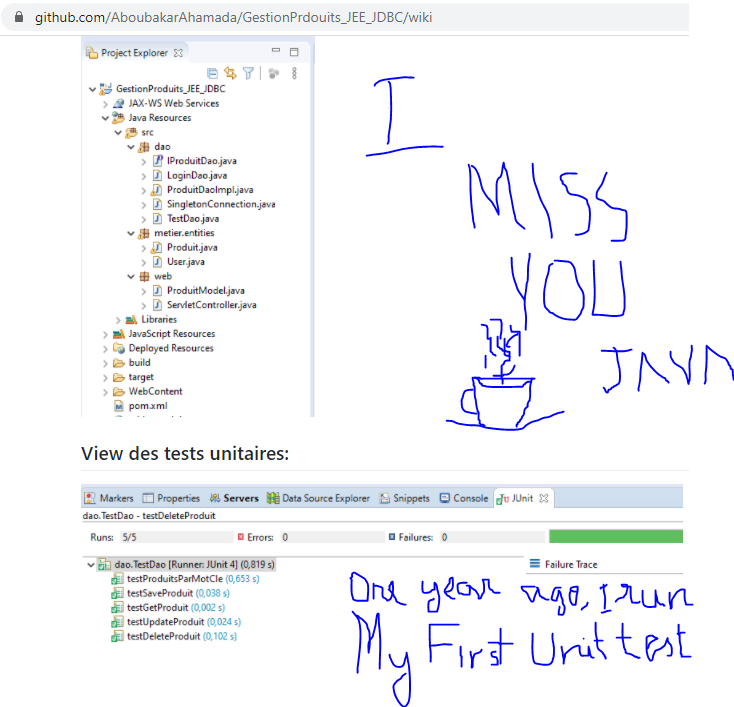 github.com/AboubakarAhamada/GestionPrdouits_JEE_JDBC/wiki
Project Explorer
GestionProduits_JEE_JDBC
JAX-WS Web Services
Java Resources
src
dao
IProduitDao.java
LoginDao.java
ProduitDaoImpl.java
SingletonConnection.java
TestDao.java
metier.entities
Produit.java
User.java
web
ProduitModel.java
ServletController.java
Libraries
JavaScript Resources
Deployed Resources
build
target
WebContent
pom.xml
I
MISS
YOU
JAVA
View des tests unitaires:
Markers Properties Servers Data Source Explorer Snippets Console JUnit
dao.TestDao - testDeleteProduit
Runs: 5/5 Errors: 0 Failures: 0
dao.TestDao [Runner: JUnit 4] (0,819 s)
Failure Trace
testProduitsParMotCle (0,653 s)
testSaveProduit (0,038 s)
testGetProduit (0,002 s)
testUpdateProduit (0,024 s)
testDeleteProduit (0,102 s)
One year ago, I run
My First Unit test